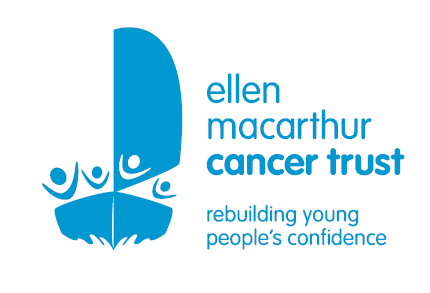 ellen
macarthur
cancer trust
rebuilding young
people's confidence